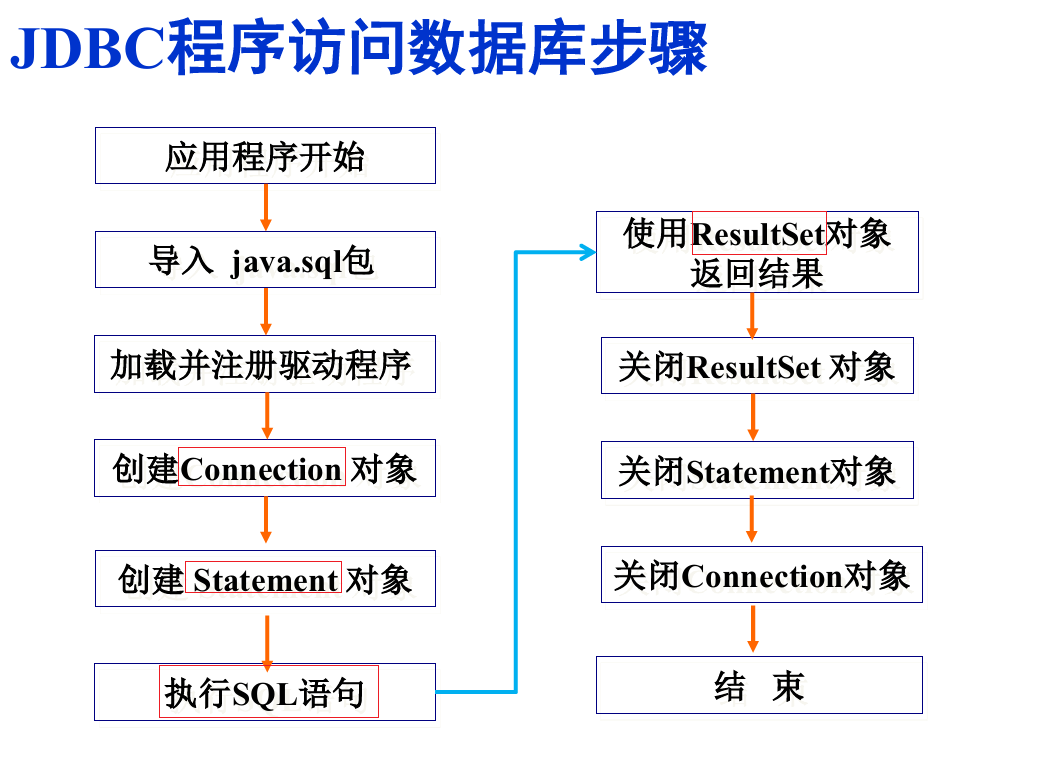 JDBC程序访问数据库步骤
应用程序开始
导入 java.sql包
加载并注册驱动程序
创建Connection 对象
创建 Statement 对象
执行SQL语句
使用ResultSet对象
返回结果
关闭ResultSet 对象
关闭Statement对象
关闭Connection对象
结 束